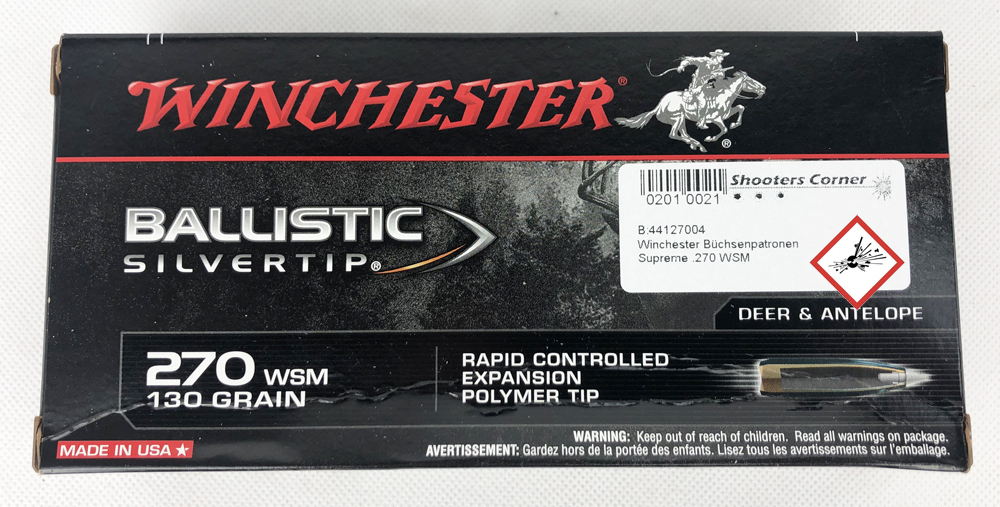 WINCHESTER®
®
BALLISTIC
SILVERTIP®
Shooters Corner
0201 0021
B:44127004
Winchester Büchsenpatronen
Supreme .270 WSM
DEER & ANTELOPE
270 WSM
130 GRAIN
RAPID CONTROLLED
EXPANSION
POLYMER TIP
MADE IN USA
WARNING: Keep out of reach of children. Read all warnings on package.
AVERTISSEMENT: Gardez hors de la portée des enfants. Lisez tous les avertissements sur l'emballage.